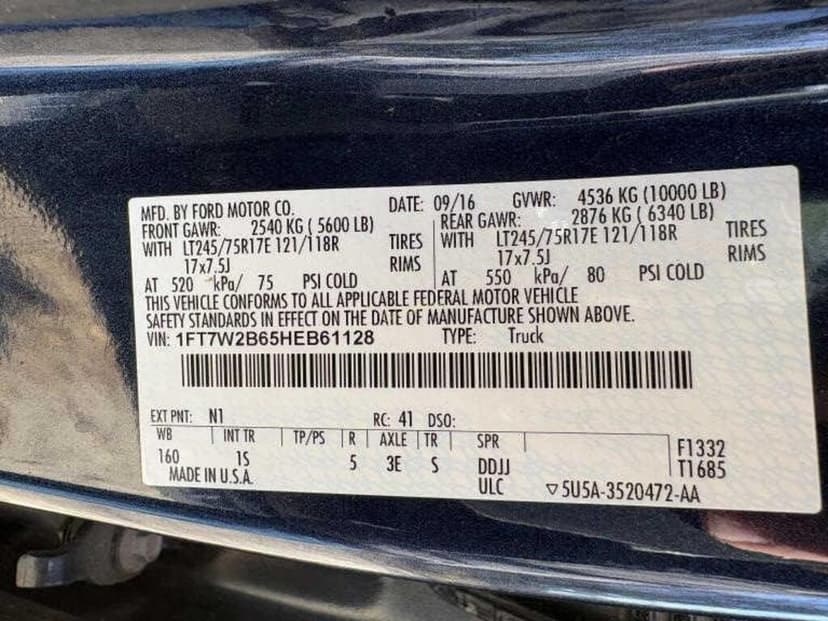 MFD. BY FORD MOTOR CO. DATE: 09/16 GVWR: 4536 KG (10000 LB)
FRONT GAWR: 2540 KG ( 5600 LB) REAR GAWR: 2876 KG ( 6340 LB)
WITH LT245/75R17E 121/118R TIRES WITH LT245/75R17E 121/118R TIRES
17x7.5J RIMS 17x7.5J RIMS
AT 520 kPa/ 75 PSI COLD AT 550 kPa/ 80 PSI COLD
THIS VEHICLE CONFORMS TO ALL APPLICABLE FEDERAL MOTOR VEHICLE
SAFETY STANDARDS IN EFFECT ON THE DATE OF MANUFACTURE SHOWN ABOVE.
VIN: 1FT7W2B65HEB61128 TYPE: Truck
EXT PNT: N1 RC: 41 DSO:
WB INT TR TP/PS R AXLE TR SPR F1332
160 1S 5 3E S DDJJ T1685
MADE IN U.S.A. ULC ▽5U5A-3520472-AA